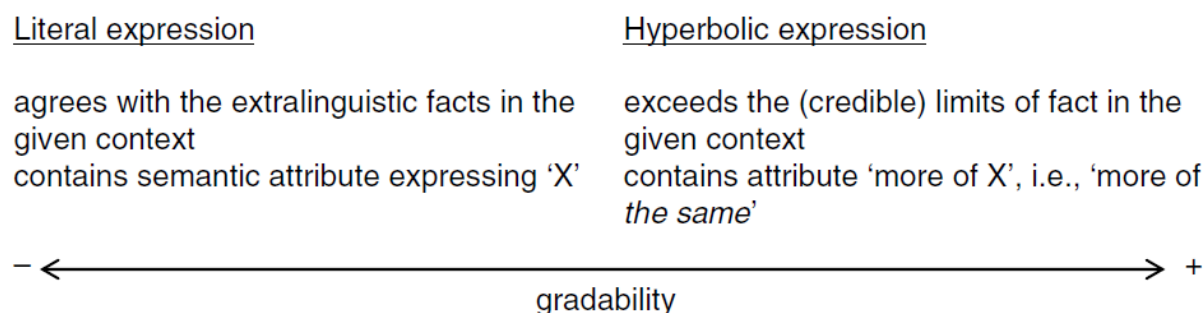 Literal expression
Hyperbolic expression
agrees with the extralinguistic facts in the
given context
contains semantic attribute expressing ‘X’
exceeds the (credible) limits of fact in the
given context
contains attribute ‘more of X’, i.e., ‘more of
the same’
– +
gradability